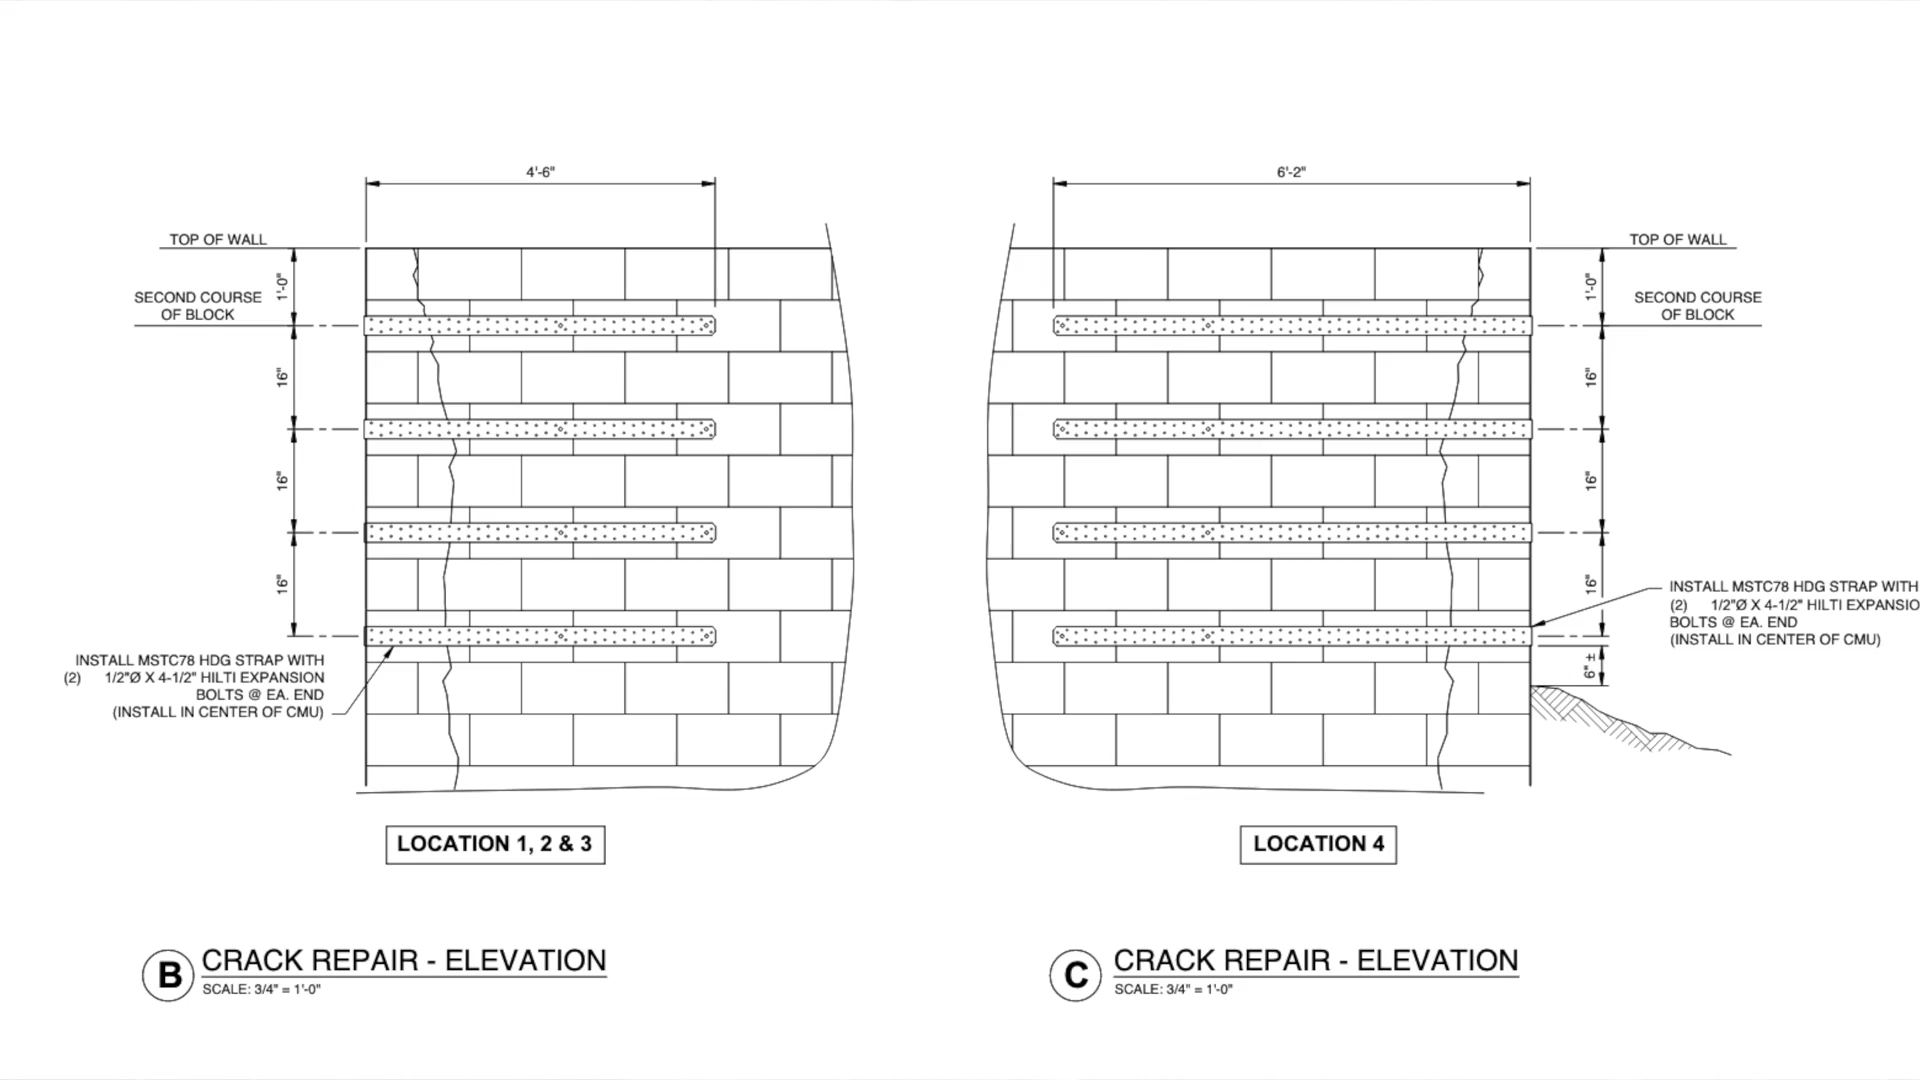 4'-6"
TOP OF WALL
1'-0"
SECOND COURSE
OF BLOCK
16"
16"
16"
INSTALL MSTC78 HDG STRAP WITH
(2) 1/2"Ø X 4-1/2" HILTI EXPANSION
BOLTS @ EA. END
(INSTALL IN CENTER OF CMU)
LOCATION 1, 2 & 3
B
CRACK REPAIR - ELEVATION
SCALE: 3/4" = 1'-0"
6'-2"
TOP OF WALL
1'-0"
SECOND COURSE
OF BLOCK
16"
16"
16"
6" ±
INSTALL MSTC78 HDG STRAP WITH
(2) 1/2"Ø X 4-1/2" HILTI EXPANSIO
BOLTS @ EA. END
(INSTALL IN CENTER OF CMU)
LOCATION 4
C
CRACK REPAIR - ELEVATION
SCALE: 3/4" = 1'-0"